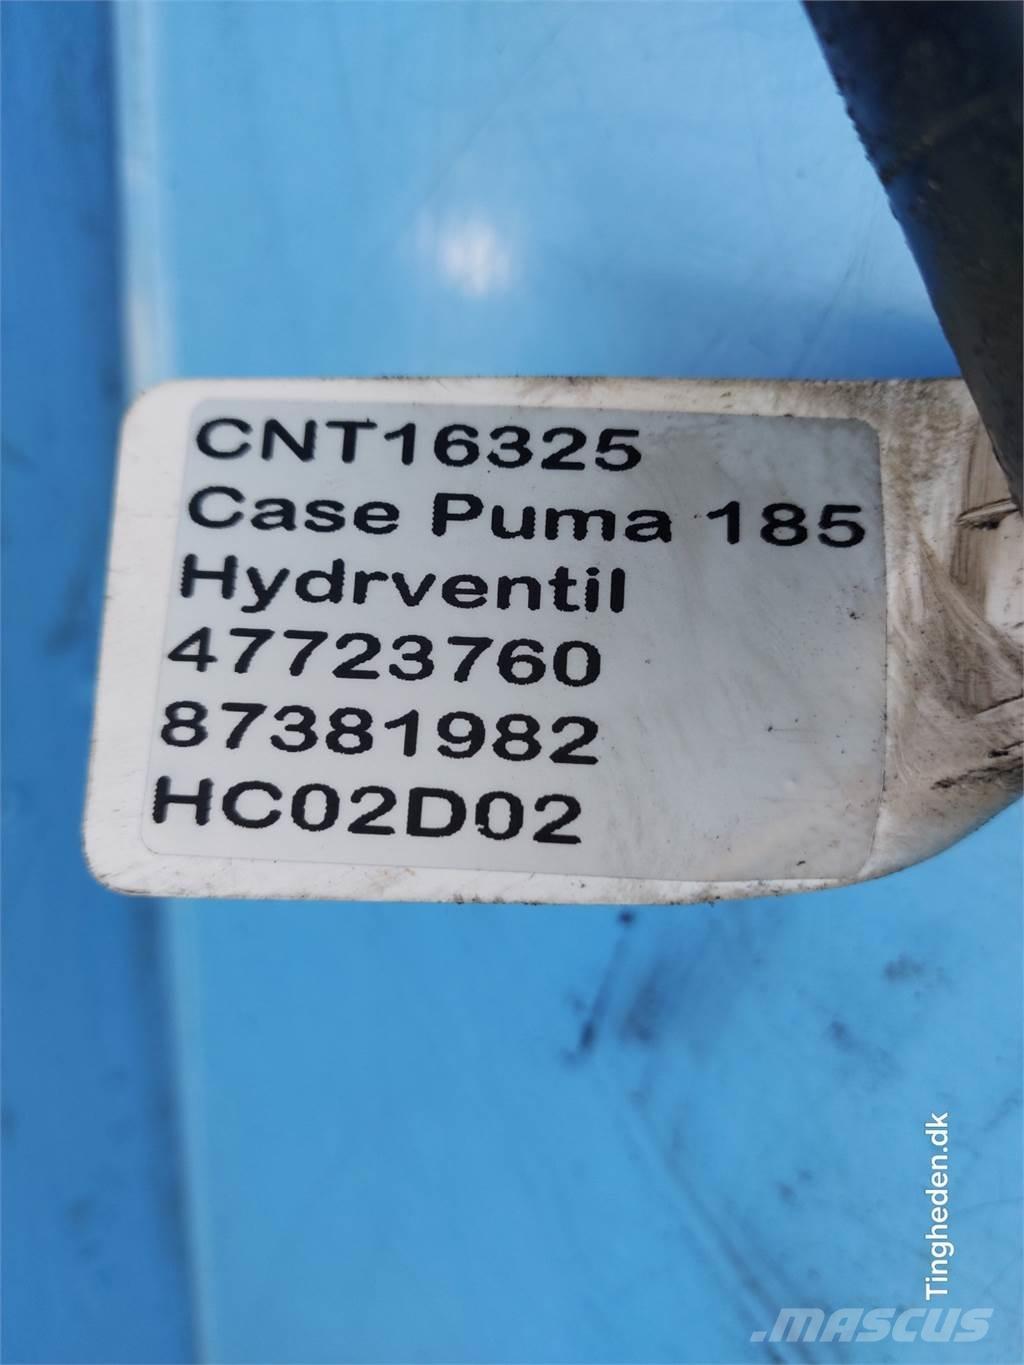 CNT16325
Case Puma 185
Hydrventil
47723760
87381982
HC02D02
Tingheden.dk
.MASCUS